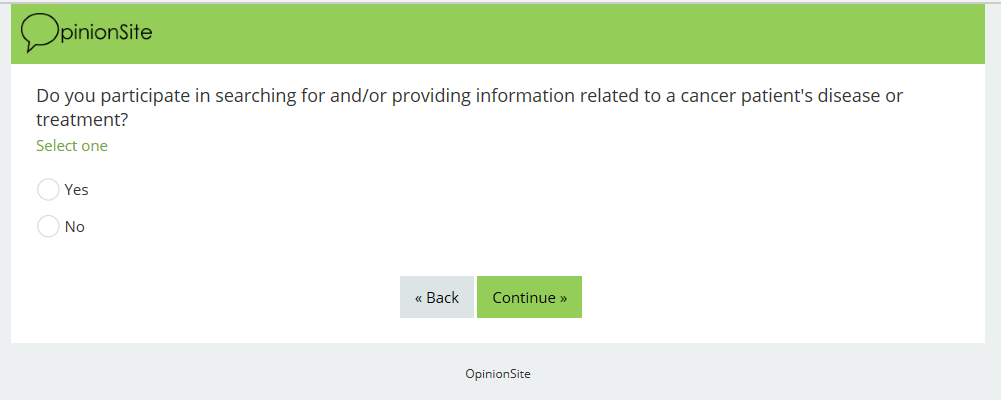 OpinionSite
Do you participate in searching for and/or providing information related to a cancer patient's disease or
treatment?
Select one
Yes
No
« Back Continue »
OpinionSite